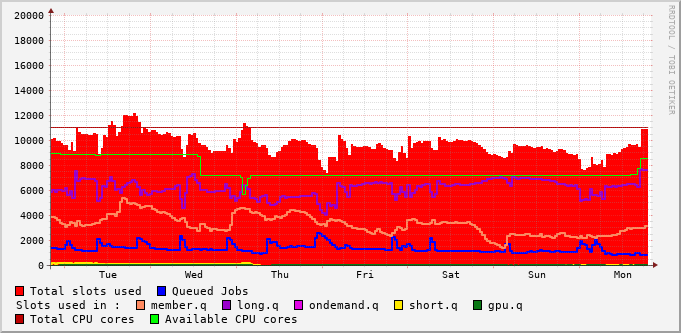 RRDTOOL / TOBI OETIKER
20000
18000
16000
14000
12000
10000
8000
6000
4000
2000
0
Tue Wed Thu Fri Sat Sun Mon
Total slots used Queued Jobs
Slots used in : member.q long.q ondemand.q short.q gpu.q
Total CPU cores Available CPU cores